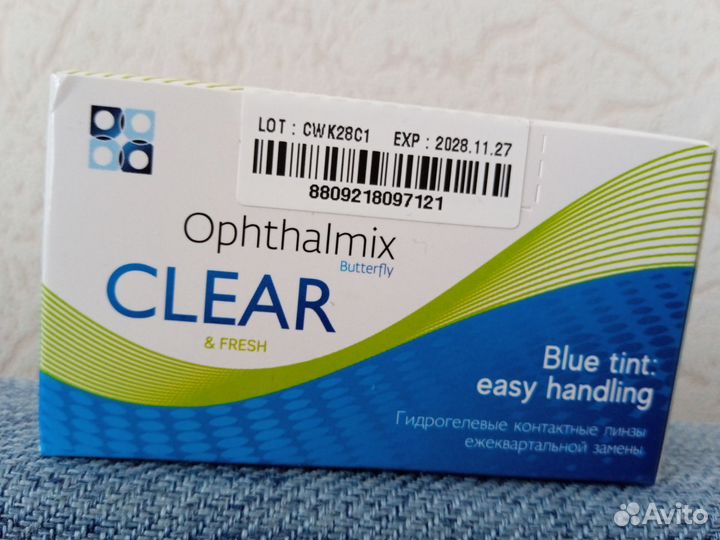 LOT : CWK28C1 EXP : 2028.11.27
8809218097121
Ophthalmix
Butterfly
CLEAR
& FRESH
Blue tint:
easy handling
Гидрогелевые контактные линзы
ежеквартальной замены
Avito